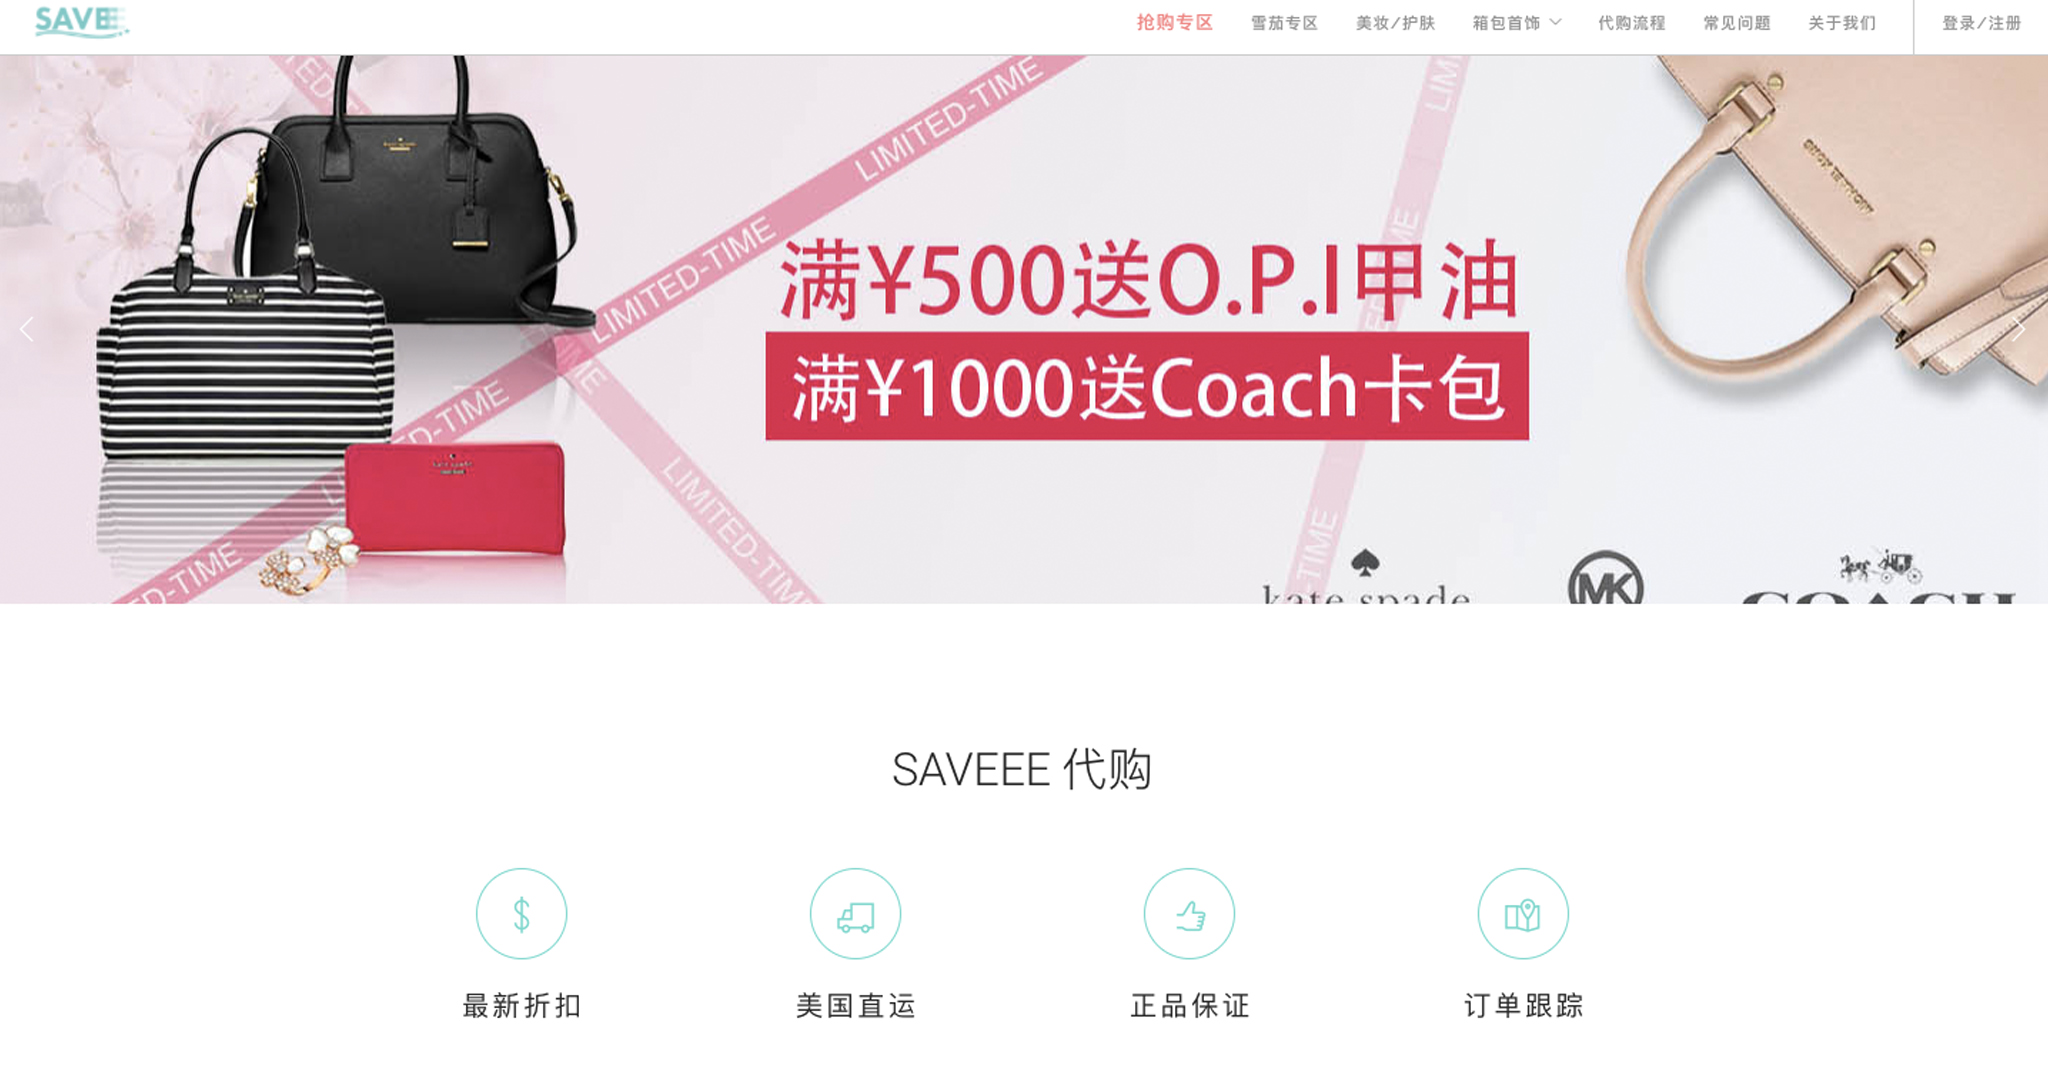 SAVEE
抢购专区
雪茄专区
美妆/护肤
箱包首饰
代购流程
常见问题
关于我们
登录/注册
LIMITED-TIME
LIMITED-TIME
LIMITED-TIME
LIMITED-TIME
满¥500送O.P.I甲油
满¥1000送Coach卡包
kate spade
MK
COACH
SAVEEE 代购
最新折扣
美国直运
正品保证
订单跟踪